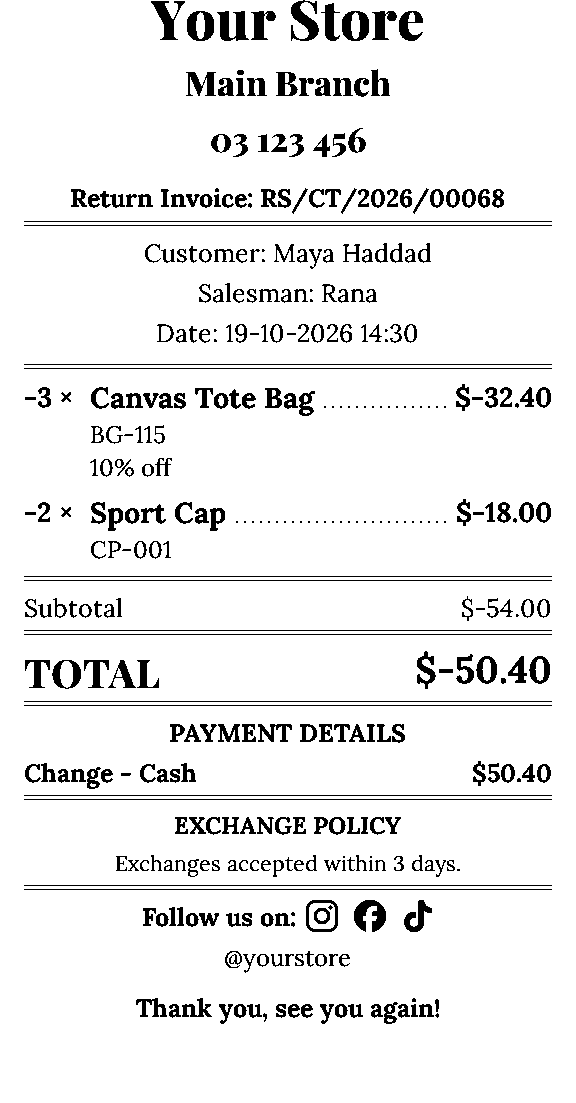 Your Store
Main Branch
03 123 456
Return Invoice: RS/CT/2026/00068
Customer: Maya Haddad
Salesman: Rana
Date: 19-10-2026 14:30
-3 × Canvas Tote Bag ................ $-32.40
BG-115
10% off
-2 × Sport Cap ........................... $-18.00
CP-001
Subtotal $-54.00
TOTAL $-50.40
PAYMENT DETAILS
Change - Cash $50.40
EXCHANGE POLICY
Exchanges accepted within 3 days.
Follow us on:
@yourstore
Thank you, see you again!